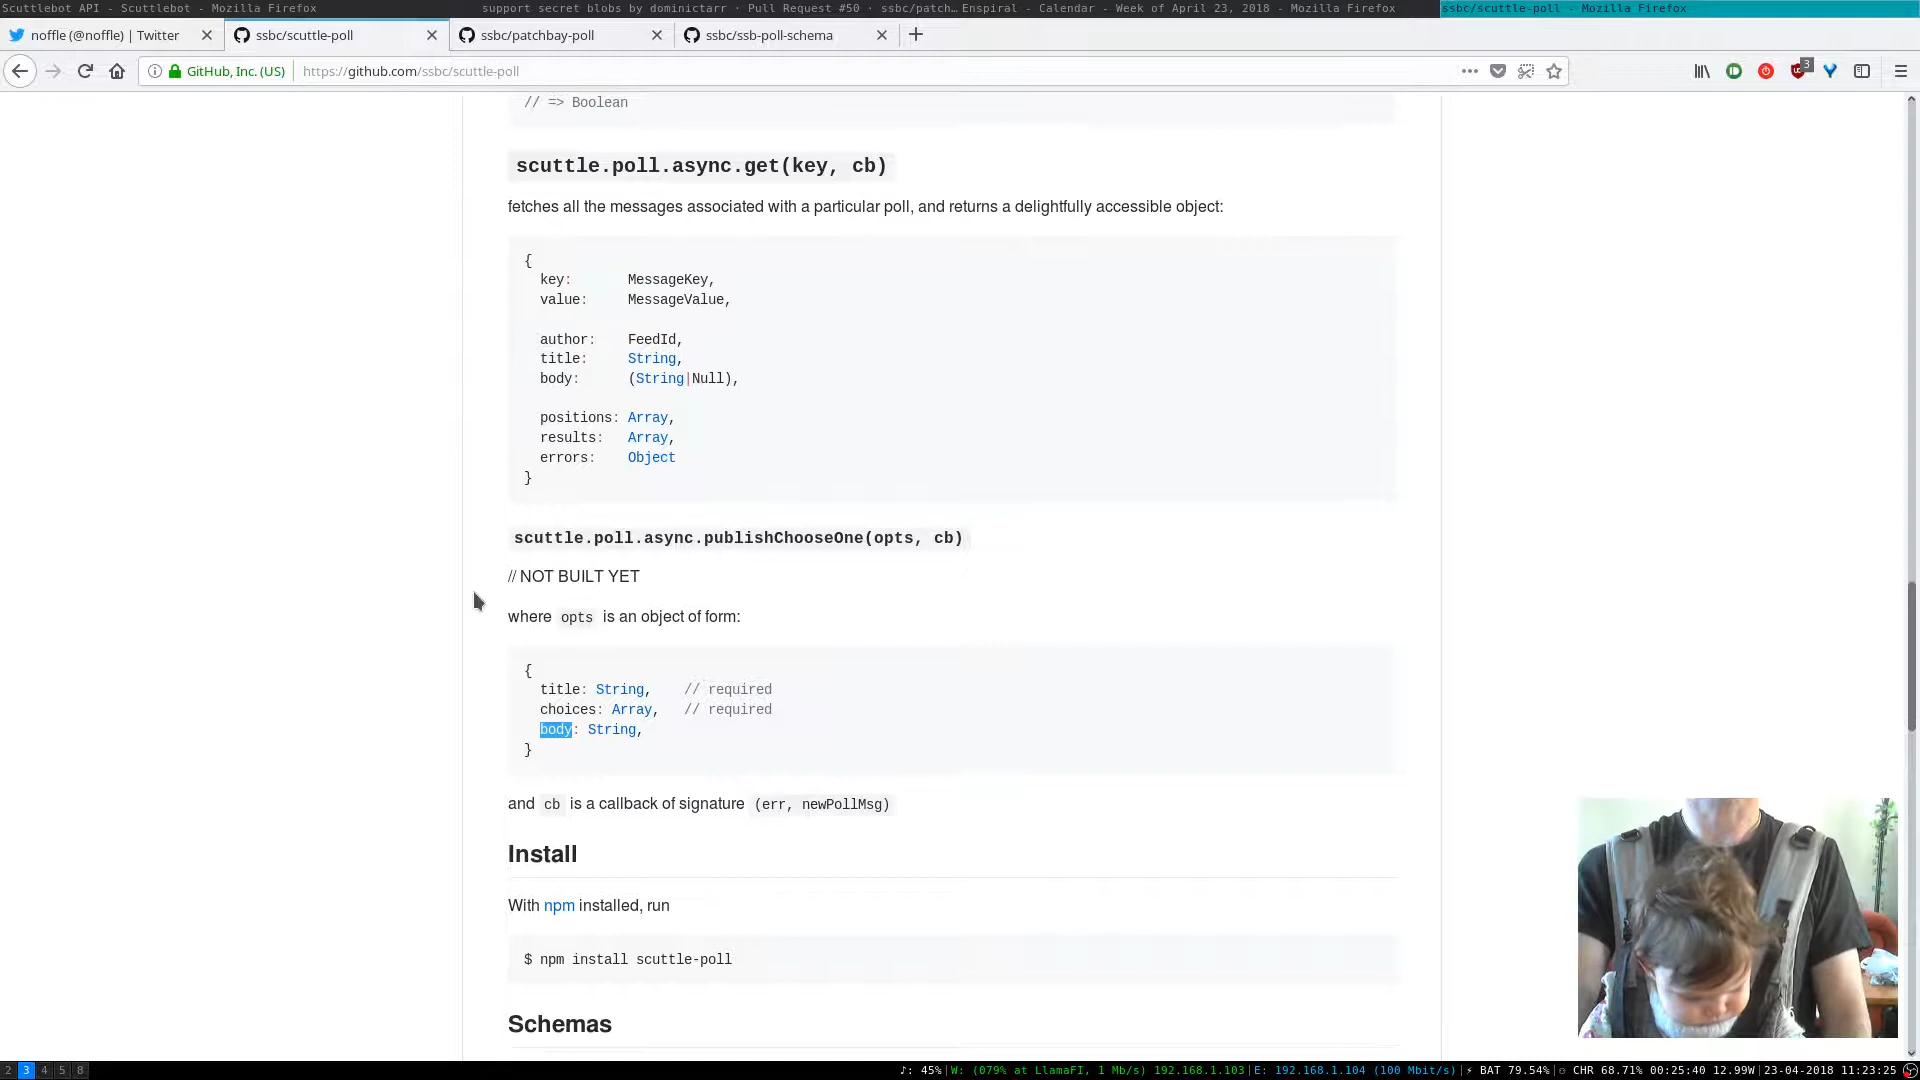 Scuttlebot API - Scuttlebot - Mozilla Firefox
support secret blobs by dominictarr · Pull Request #50 · ssbc/patch…
Enspiral - Calendar - Week of April 23, 2018 - Mozilla Firefox
ssbc/scuttle-poll - Mozilla Firefox
noffle (@noffle) | Twitter
ssbc/scuttle-poll
ssbc/patchbay-poll
ssbc/ssb-poll-schema
GitHub, Inc. (US)
https://github.com/ssbc/scuttle-poll
3
// => Boolean
scuttle.poll.async.get(key, cb)
fetches all the messages associated with a particular poll, and returns a delightfully accessible object:
{
key: MessageKey,
value: MessageValue,
author: FeedId,
title: String,
body: (String|Null),
positions: Array,
results: Array,
errors: Object
}
scuttle.poll.async.publishChooseOne(opts, cb)
// NOT BUILT YET
where opts is an object of form:
{
title: String, // required
choices: Array, // required
body: String,
}
and cb is a callback of signature (err, newPollMsg)
Install
With npm installed, run
$ npm install scuttle-poll
Schemas
2 3 4 5 8
♪: 45%|W: (079% at LlamaFI, 1 Mb/s) 192.168.1.103|E: 192.168.1.104 (100 Mbit/s)|⚡ BAT 79.54%|☼ CHR 68.71% 00:25:40 12.99W|23-04-2018 11:23:25